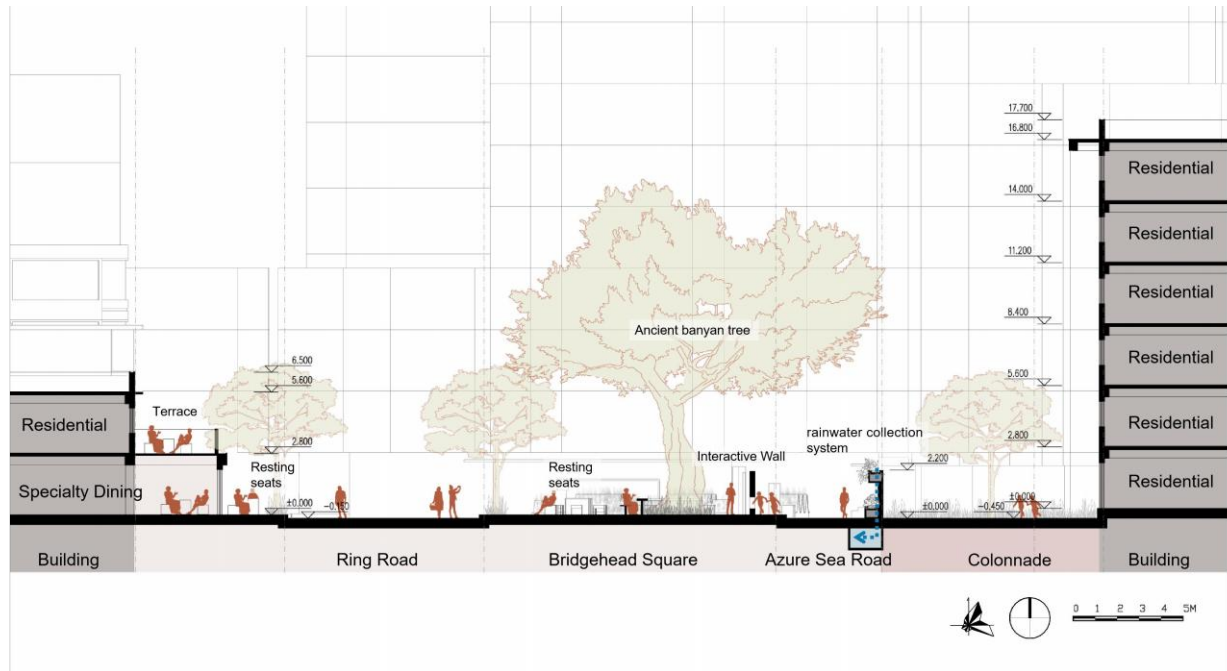 17,700
16.800
Residential
14,000
Residential
11,200
Residential
8,400
Ancient banyan tree
6.500
5.600
5,600
Residential
Residential
Terrace
Residential
rainwater collection
system
2.800
2,800
Interactive Wall
2,200
Resting
seats
Resting
seats
Specialty Dining
Residential
±0,000
−0,150
±0,000
−0,450
±0,000
Building
Ring Road
Bridgehead Square
Azure Sea Road
Colonnade
Building
0 1 2 3 4 5M